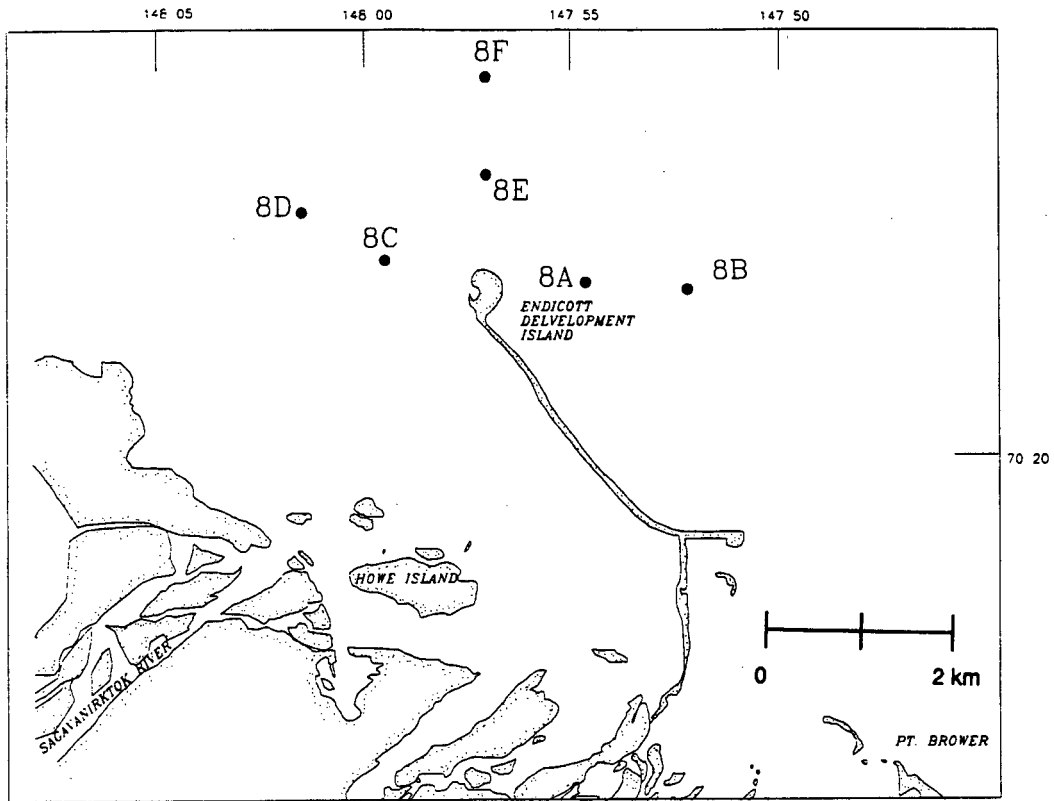 148 05
148 00
147 55
147 50
8F
8E
8D
8C
8A
8B
ENDICOTT
DELVELOPMENT
ISLAND
70 20
HOWE ISLAND
SAGAVANIRKTOK RIVER
0
2 km
PT. BROWER